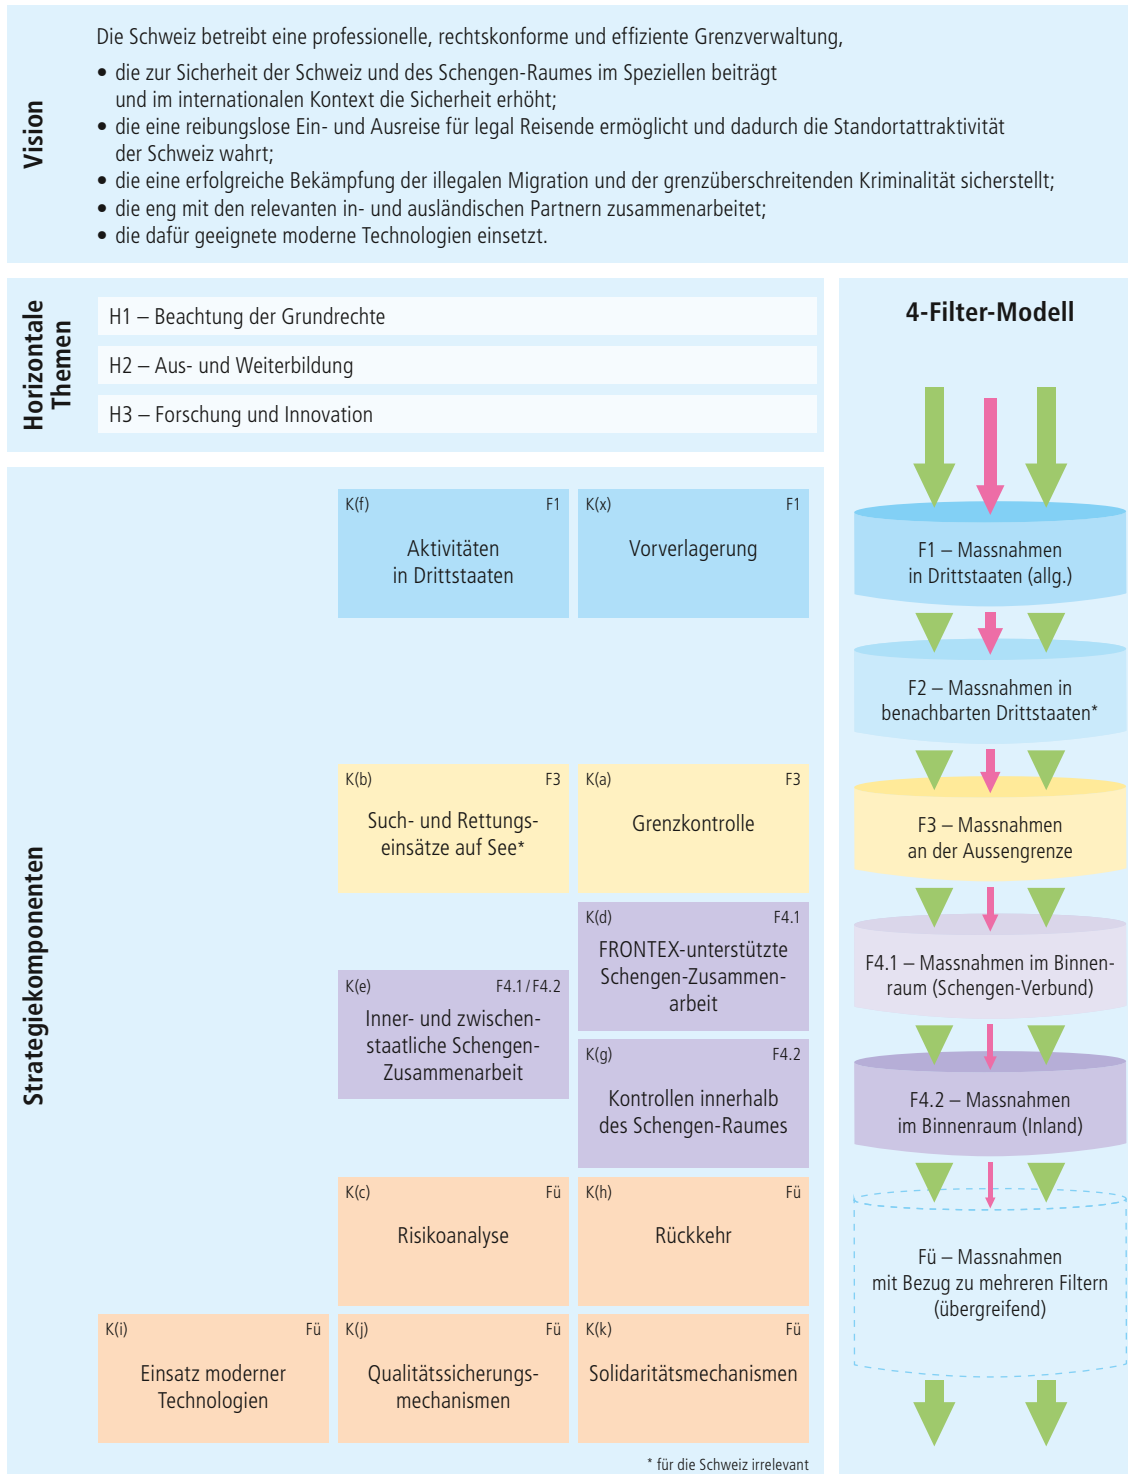 Vision
Die Schweiz betreibt eine professionelle, rechtskonforme und effiziente Grenzverwaltung,
• die zur Sicherheit der Schweiz und des Schengen-Raumes im Speziellen beiträgt
und im internationalen Kontext die Sicherheit erhöht;
• die eine reibungslose Ein- und Ausreise für legal Reisende ermöglicht und dadurch die Standortattraktivität
der Schweiz wahrt;
• die eine erfolgreiche Bekämpfung der illegalen Migration und der grenzüberschreitenden Kriminalität sicherstellt;
• die eng mit den relevanten in- und ausländischen Partnern zusammenarbeitet;
• die dafür geeignete moderne Technologien einsetzt.
Horizontale
Themen
H1 – Beachtung der Grundrechte
H2 – Aus- und Weiterbildung
H3 – Forschung und Innovation
Strategiekomponenten
K(f) F1
Aktivitäten
in Drittstaaten
K(x) F1
Vorverlagerung
K(b) F3
Such- und Rettungs-
einsätze auf See*
K(a) F3
Grenzkontrolle
K(d) F4.1
FRONTEX-unterstützte
Schengen-Zusammen-
arbeit
K(e) F4.1 / F4.2
Inner- und zwischen-
staatliche Schengen-
Zusammenarbeit
K(g) F4.2
Kontrollen innerhalb
des Schengen-Raumes
K(c) Fü
Risikoanalyse
K(h) Fü
Rückkehr
K(i) Fü
Einsatz moderner
Technologien
K(j) Fü
Qualitätssicherungs-
mechanismen
K(k) Fü
Solidaritätsmechanismen
* für die Schweiz irrelevant
4-Filter-Modell
F1 – Massnahmen
in Drittstaaten (allg.)
F2 – Massnahmen in
benachbarten Drittstaaten*
F3 – Massnahmen
an der Aussengrenze
F4.1 – Massnahmen im Binnen-
raum (Schengen-Verbund)
F4.2 – Massnahmen
im Binnenraum (Inland)
Fü – Massnahmen
mit Bezug zu mehreren Filtern
(übergreifend)